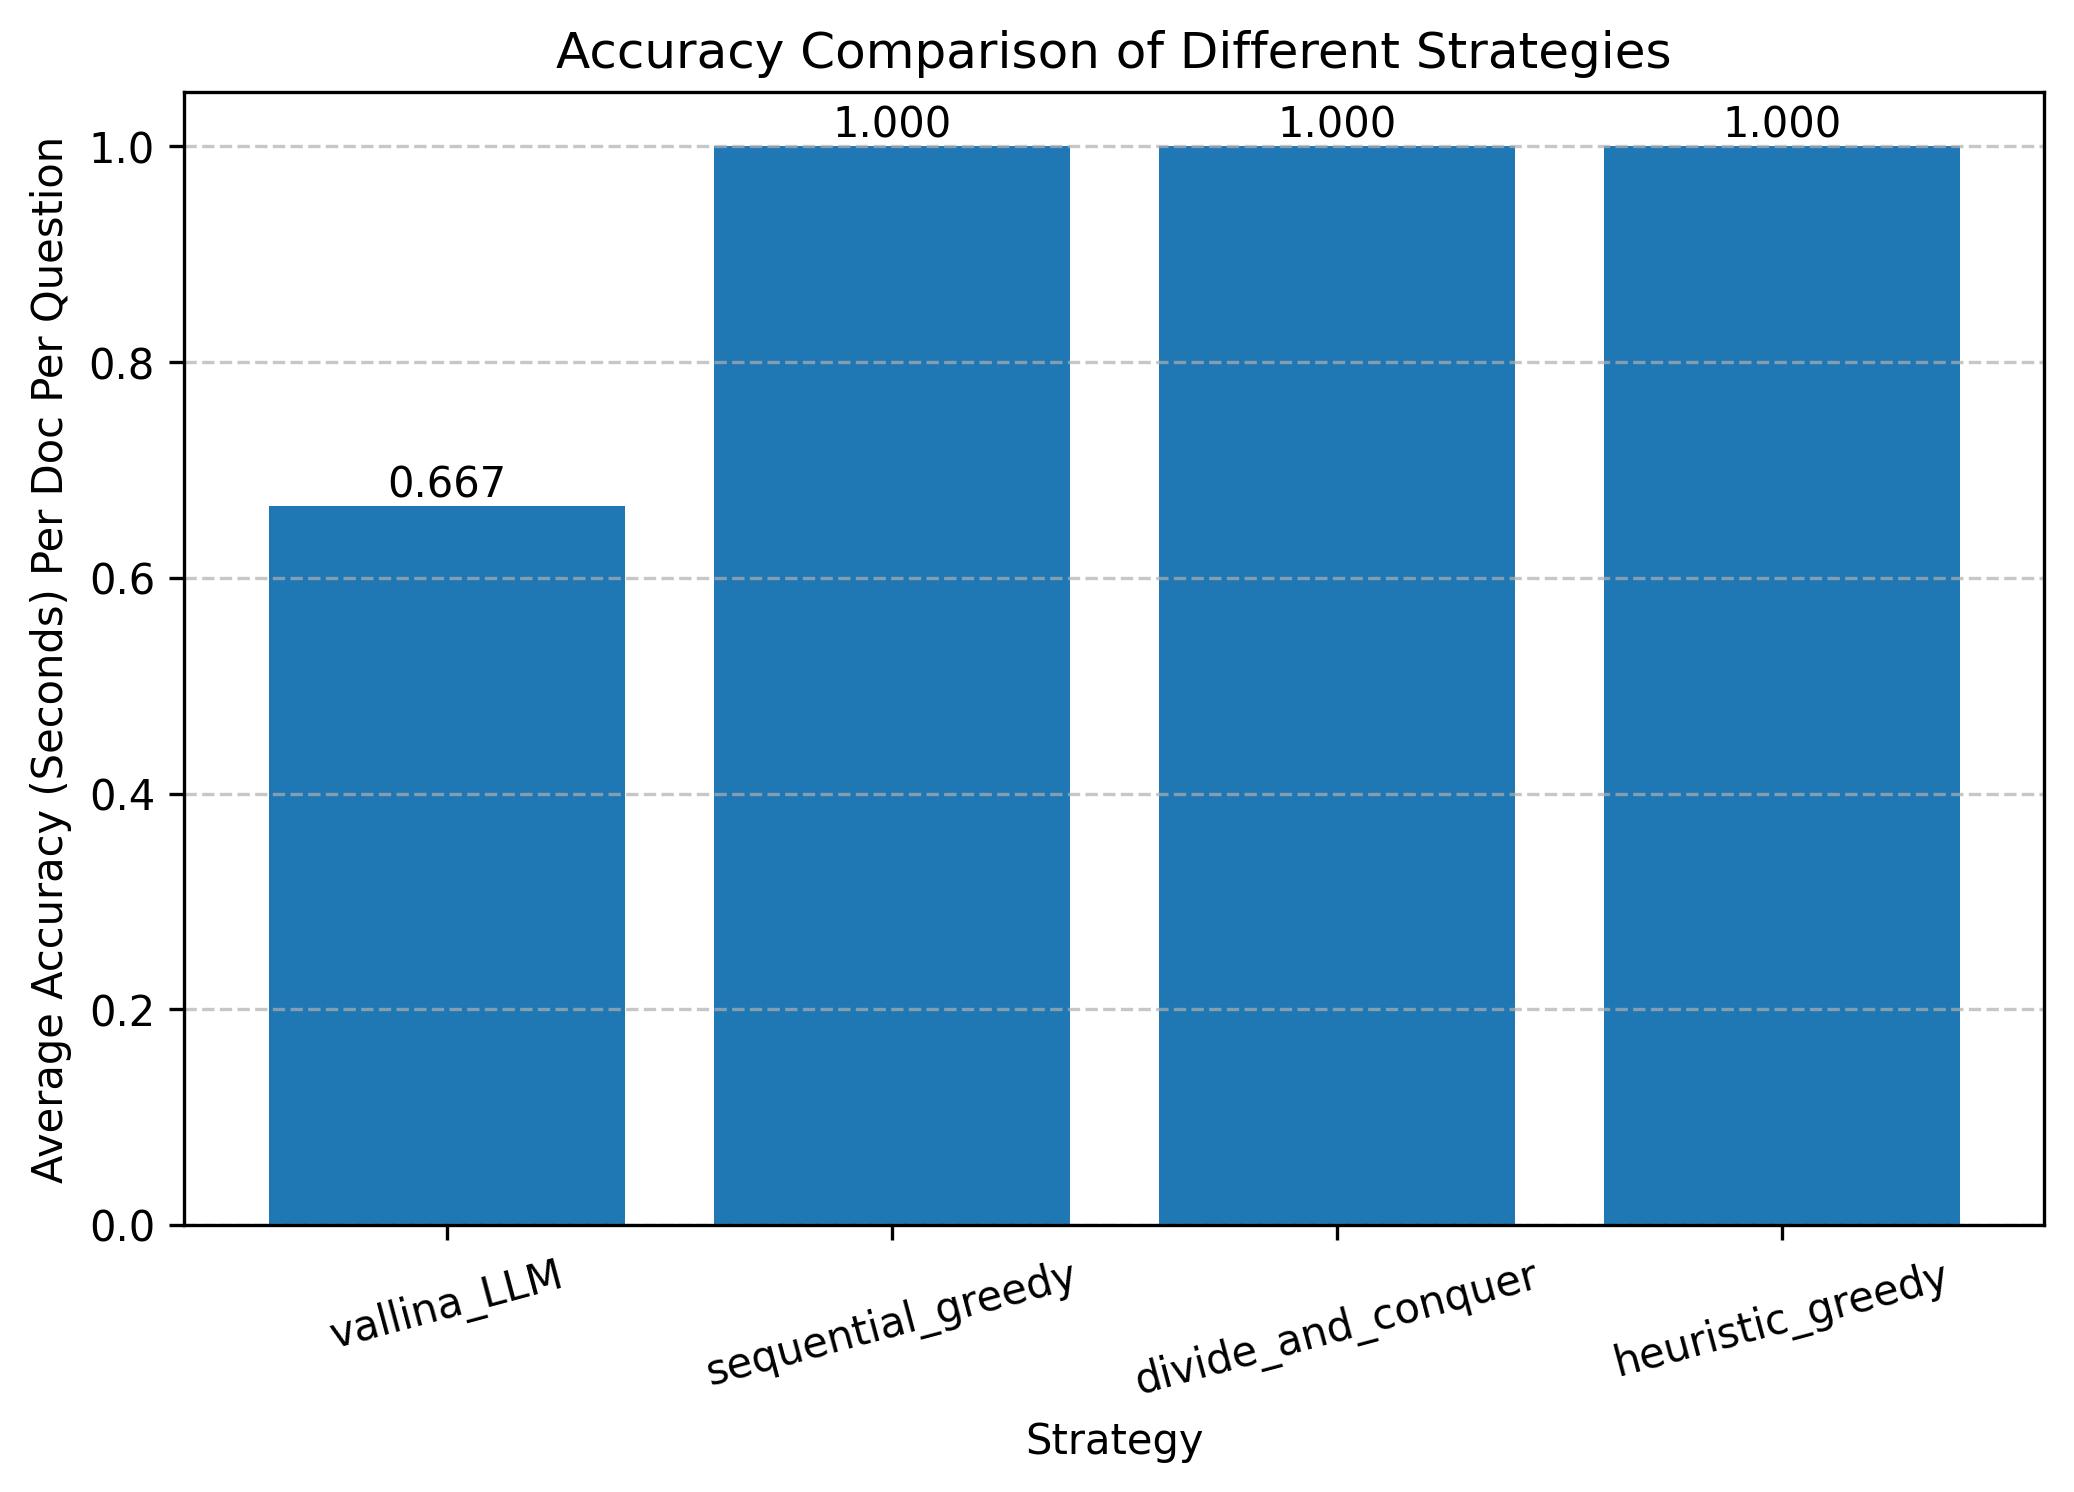 Accuracy Comparison of Different Strategies
Average Accuracy (Seconds) Per Doc Per Question
1.0
0.8
0.6
0.4
0.2
0.0
0.667
1.000
1.000
1.000
vallina_LLM
sequential_greedy
divide_and_conquer
heuristic_greedy
Strategy